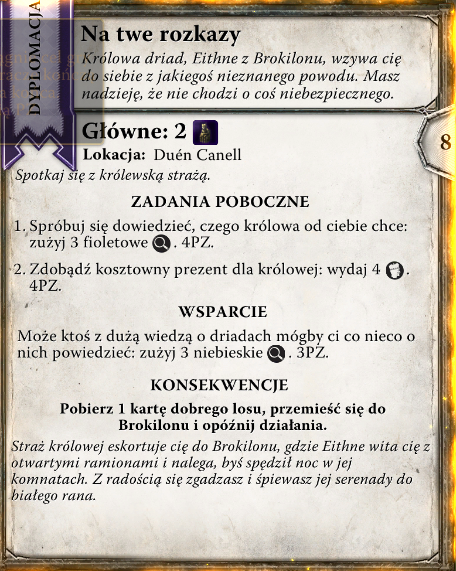 DYPLOMACJA
Na twe rozkazy
Królowa driad, Eithne z Brokilonu, wzywa cię
do siebie z jakiegoś nieznanego powodu. Masz
nadzieję, że nie chodzi o coś niebezpiecznego.
Główne: 2
8
Lokacja: Duén Canell
Spotkaj się z królewską strażą.
ZADANIA POBOCZNE
1. Spróbuj się dowiedzieć, czego królowa od ciebie chce:
zużyj 3 fioletowe . 4PZ.
2. Zdobądź kosztowny prezent dla królowej: wydaj 4 .
4PZ.
WSPARCIE
Może ktoś z dużą wiedzą o driadach mógby ci co nieco o
nich powiedzieć: zużyj 3 niebieskie . 3PZ.
KONSEKWENCJE
Pobierz 1 kartę dobrego losu, przemieść się do
Brokilonu i opóźnij działania.
Straż królowej eskortuje cię do Brokilonu, gdzie Eithne wita cię z
otwartymi ramionami i nalega, byś spędził noc w jej
komnatach. Z radością się zgadzasz i śpiewasz jej serenady do
białego rana.